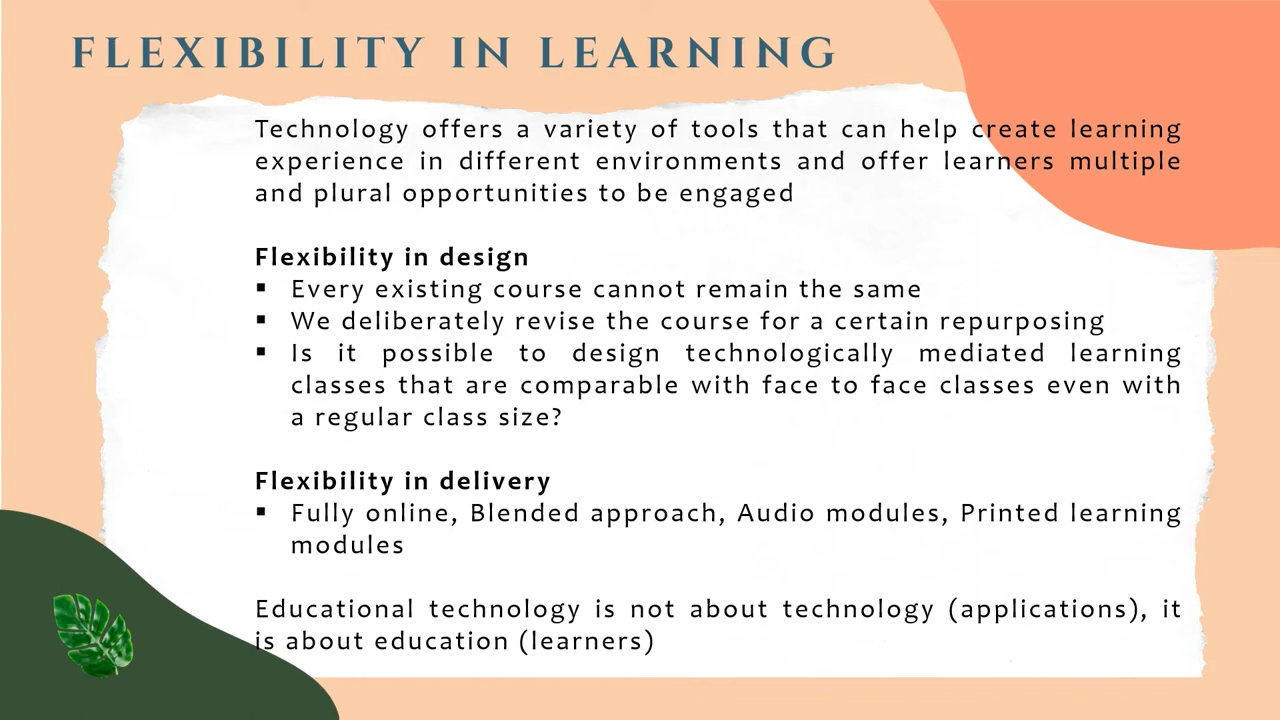 FLEXIBILITY IN LEARNING
Technology offers a variety of tools that can help create learning
experience in different environments and offer learners multiple
and plural opportunities to be engaged
Flexibility in design
▪ Every existing course cannot remain the same
▪ We deliberately revise the course for a certain repurposing
▪ Is it possible to design technologically mediated learning
classes that are comparable with face to face classes even with
a regular class size?
Flexibility in delivery
▪ Fully online, Blended approach, Audio modules, Printed learning
modules
Educational technology is not about technology (applications), it
is about education (learners)